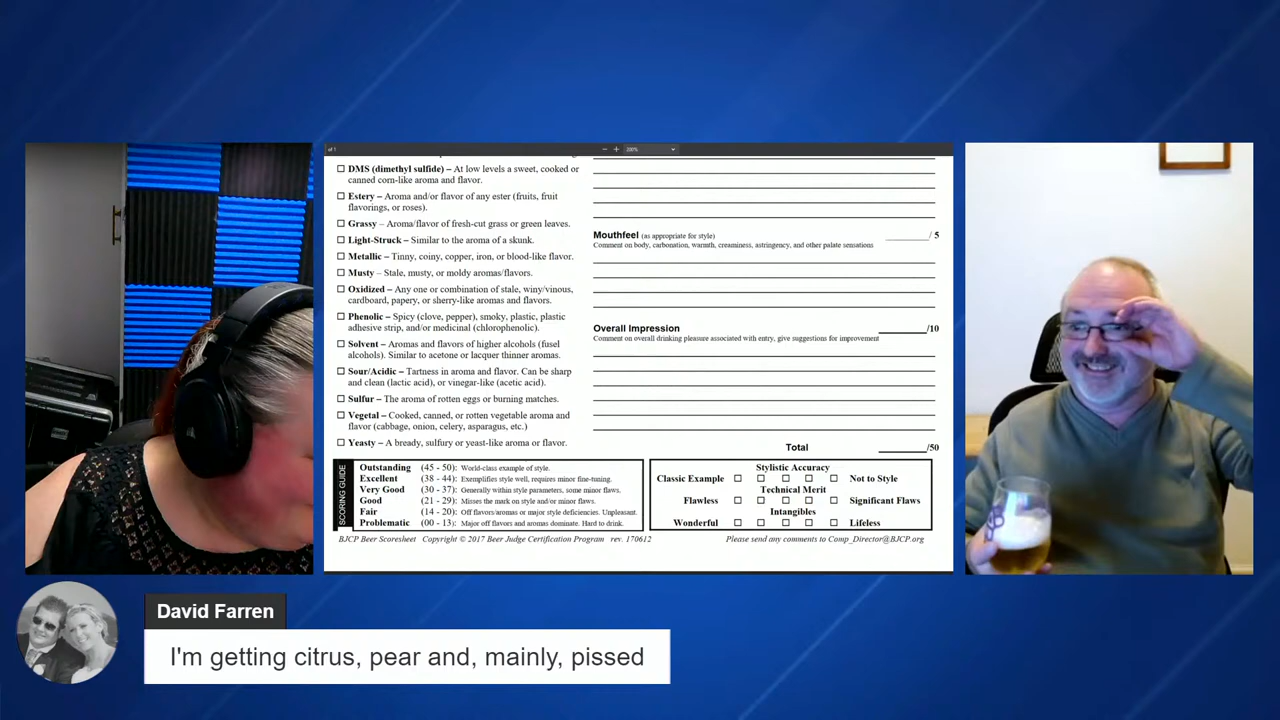 of 1
200%
DMS (dimethyl sulfide) – At low levels a sweet, cooked or
canned corn-like aroma and flavor.
Estery – Aroma and/or flavor of any ester (fruits, fruit
flavorings, or roses).
Grassy – Aroma/flavor of fresh-cut grass or green leaves.
Light-Struck – Similar to the aroma of a skunk.
Metallic – Tinny, coiny, copper, iron, or blood-like flavor.
Musty – Stale, musty, or moldy aromas/flavors.
Oxidized – Any one or combination of stale, winy/vinous,
cardboard, papery, or sherry-like aromas and flavors.
Phenolic – Spicy (clove, pepper), smoky, plastic, plastic
adhesive strip, and/or medicinal (chlorophenolic).
Solvent – Aromas and flavors of higher alcohols (fusel
alcohols). Similar to acetone or lacquer thinner aromas.
Sour/Acidic – Tartness in aroma and flavor. Can be sharp
and clean (lactic acid), or vinegar-like (acetic acid).
Sulfur – The aroma of rotten eggs or burning matches.
Vegetal – Cooked, canned, or rotten vegetable aroma and
flavor (cabbage, onion, celery, asparagus, etc.)
Yeasty – A bready, sulfury or yeast-like aroma or flavor.
Mouthfeel (as appropriate for style) / 5
Comment on body, carbonation, warmth, creaminess, astringency, and other palate sensations
Overall Impression /10
Comment on overall drinking pleasure associated with entry, give suggestions for improvement
Total /50
SCORING GUIDE
Outstanding (45 - 50): World-class example of style.
Excellent (38 - 44): Exemplifies style well, requires minor fine-tuning.
Very Good (30 - 37): Generally within style parameters, some minor flaws.
Good (21 - 29): Misses the mark on style and/or minor flaws.
Fair (14 - 20): Off flavors/aromas or major style deficiencies. Unpleasant.
Problematic (00 - 13): Major off flavors and aromas dominate. Hard to drink.
Stylistic Accuracy
Classic Example Not to Style
Technical Merit
Flawless Significant Flaws
Intangibles
Wonderful Lifeless
BJCP Beer Scoresheet Copyright © 2017 Beer Judge Certification Program rev. 170612 Please send any comments to Comp_Director@BJCP.org
David Farren
I'm getting citrus, pear and, mainly, pissed